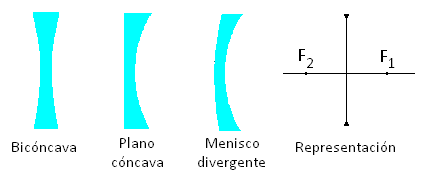 F2
F1
Bicóncava
Plano
cóncava
Menisco
divergente
Representación